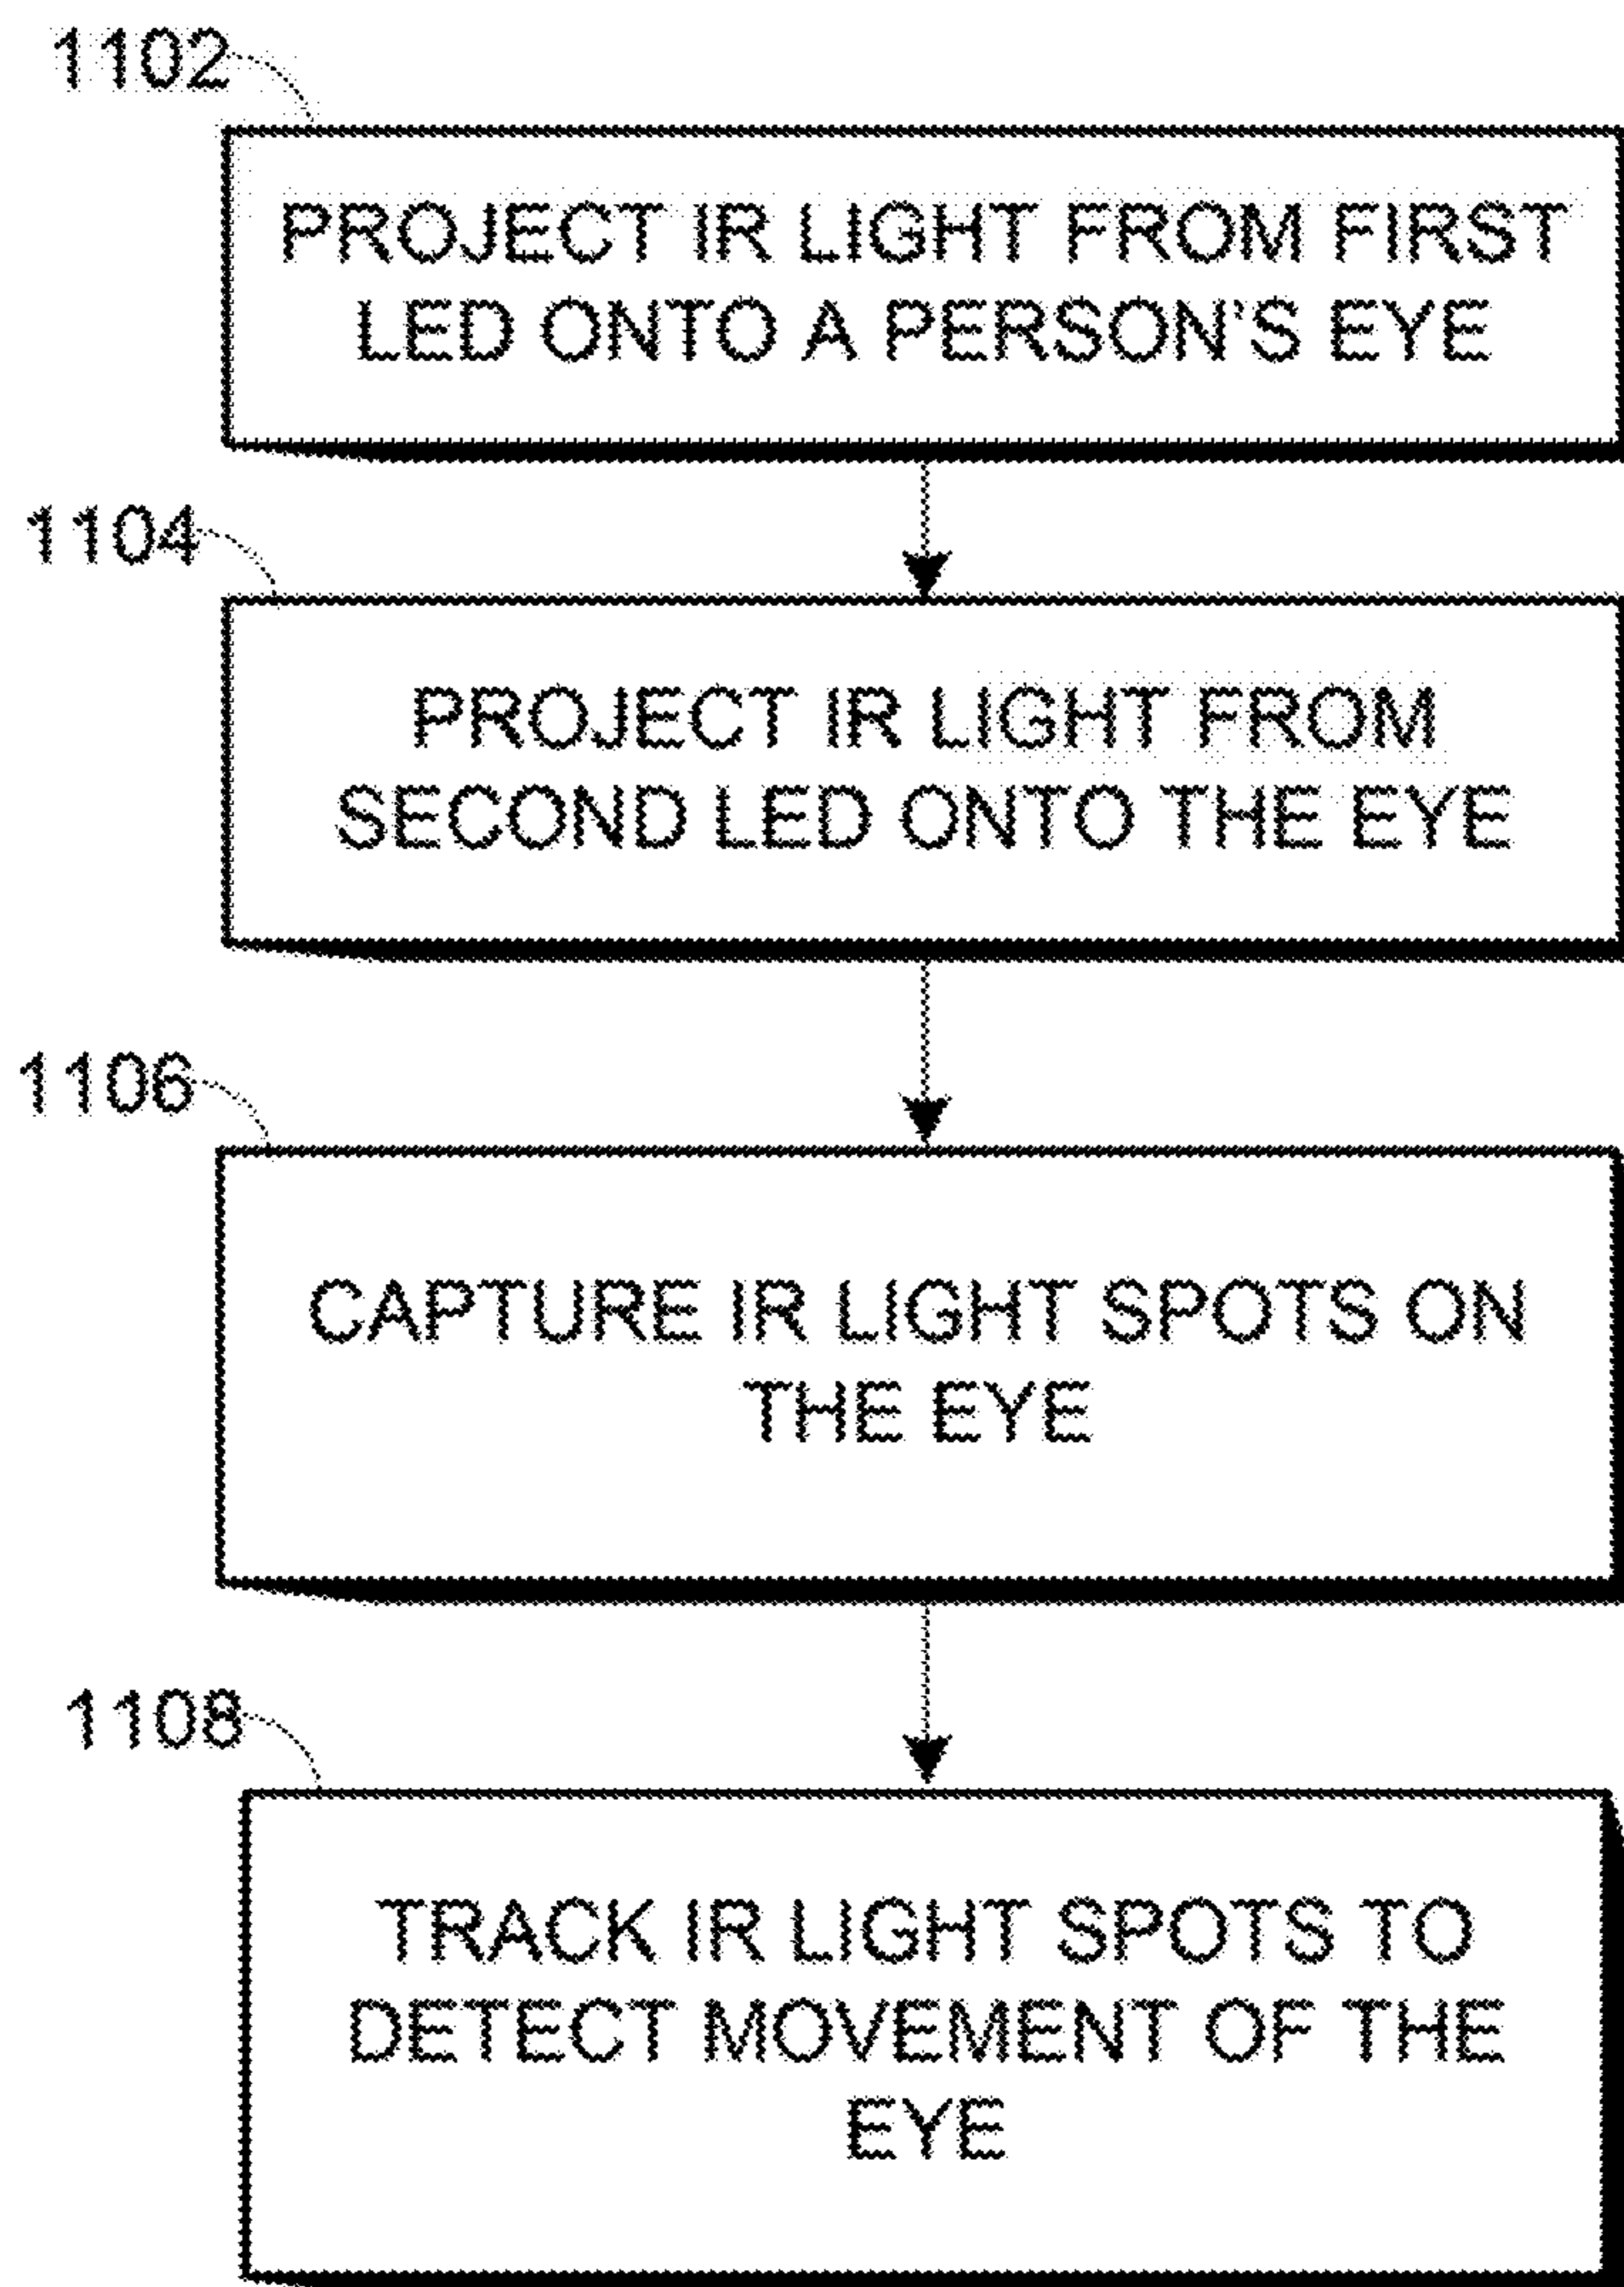 1102
PROJECT IR LIGHT FROM FIRST
LED ONTO A PERSON'S EYE
1104
PROJECT IR LIGHT FROM
SECOND LED ONTO THE EYE
1106
CAPTURE IR LIGHT SPOTS ON
THE EYE
1108
TRACK IR LIGHT SPOTS TO
DETECT MOVEMENT OF THE
EYE